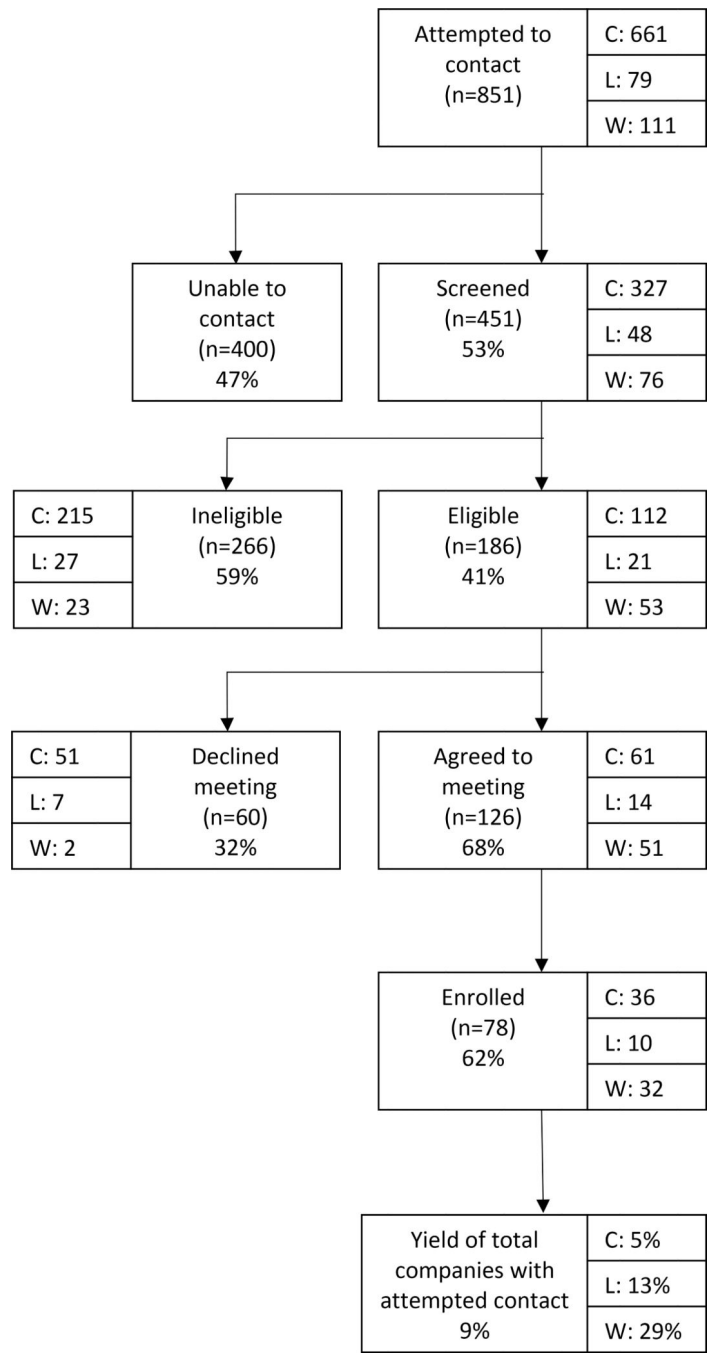 Attempted to
contact
(n=851)
C: 661
L: 79
W: 111
Unable to
contact
(n=400)
47%
Screened
(n=451)
53%
C: 327
L: 48
W: 76
C: 215
L: 27
W: 23
Ineligible
(n=266)
59%
Eligible
(n=186)
41%
C: 112
L: 21
W: 53
C: 51
L: 7
W: 2
Declined
meeting
(n=60)
32%
Agreed to
meeting
(n=126)
68%
C: 61
L: 14
W: 51
Enrolled
(n=78)
62%
C: 36
L: 10
W: 32
Yield of total
companies with
attempted contact
9%
C: 5%
L: 13%
W: 29%